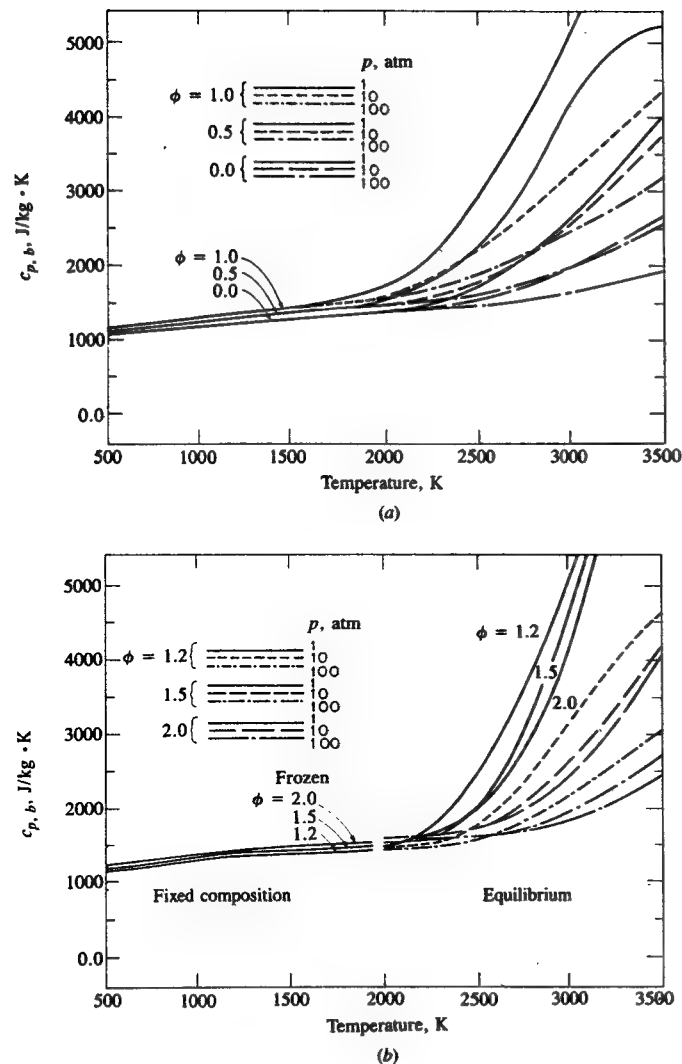 5000
4000
3000
2000
1000
0.0
c_{p, b}, J/kg • K
p, atm
ϕ = 1.0 { 1
10
100
0.5 { 1
10
100
0.0 { 1
10
100
ϕ = 1.0
0.5
0.0
500 1000 1500 2000 2500 3000 3500
Temperature, K
(a)
5000
4000
3000
2000
1000
0.0
c_{p, b}, J/kg • K
p, atm
ϕ = 1.2 { 1
10
100
1.5 { 1
10
100
2.0 { 1
10
100
ϕ = 1.2
1.5
2.0
Frozen
ϕ = 2.0
1.5
1.2
Fixed composition Equilibrium
500 1000 1500 2000 2500 3000 3500
Temperature, K
(b)